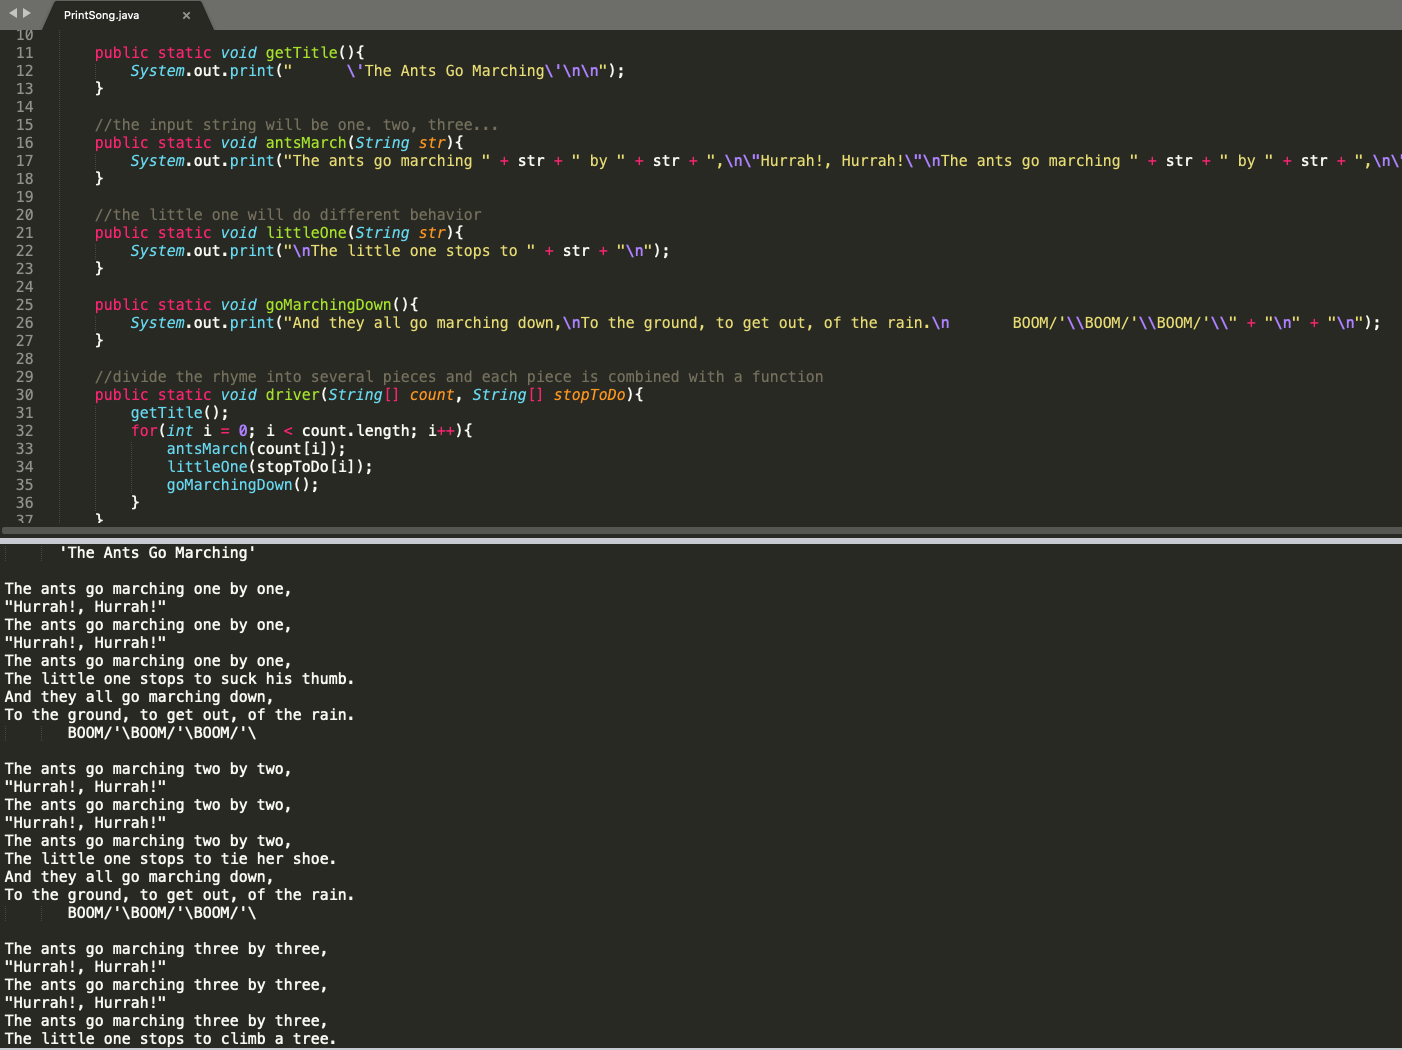 PrintSong.java ×
10
11 public static void getTitle(){
12 System.out.print("      \'The Ants Go Marching\'\n\n");
13 }
14
15 //the input string will be one. two, three...
16 public static void antsMarch(String str){
17 System.out.print("The ants go marching " + str + " by " + str + ",\n\"Hurrah!, Hurrah!\"\nThe ants go marching " + str + " by " + str + ",\n\"
18 }
19
20 //the little one will do different behavior
21 public static void littleOne(String str){
22 System.out.print("\nThe little one stops to " + str + "\n");
23 }
24
25 public static void goMarchingDown(){
26 System.out.print("And they all go marching down,\nTo the ground, to get out, of the rain.\n       BOOM/'\\BOOM/'\\BOOM/'\\" + "\n" + "\n");
27 }
28
29 //divide the rhyme into several pieces and each piece is combined with a function
30 public static void driver(String[] count, String[] stopToDo){
31 getTitle();
32 for(int i = 0; i < count.length; i++){
33 antsMarch(count[i]);
34 littleOne(stopToDo[i]);
35 goMarchingDown();
36 }
37 }
'The Ants Go Marching'
The ants go marching one by one,
"Hurrah!, Hurrah!"
The ants go marching one by one,
"Hurrah!, Hurrah!"
The ants go marching one by one,
The little one stops to suck his thumb.
And they all go marching down,
To the ground, to get out, of the rain.
BOOM/'\BOOM/'\BOOM/'\
The ants go marching two by two,
"Hurrah!, Hurrah!"
The ants go marching two by two,
"Hurrah!, Hurrah!"
The ants go marching two by two,
The little one stops to tie her shoe.
And they all go marching down,
To the ground, to get out, of the rain.
BOOM/'\BOOM/'\BOOM/'\
The ants go marching three by three,
"Hurrah!, Hurrah!"
The ants go marching three by three,
"Hurrah!, Hurrah!"
The ants go marching three by three,
The little one stops to climb a tree.